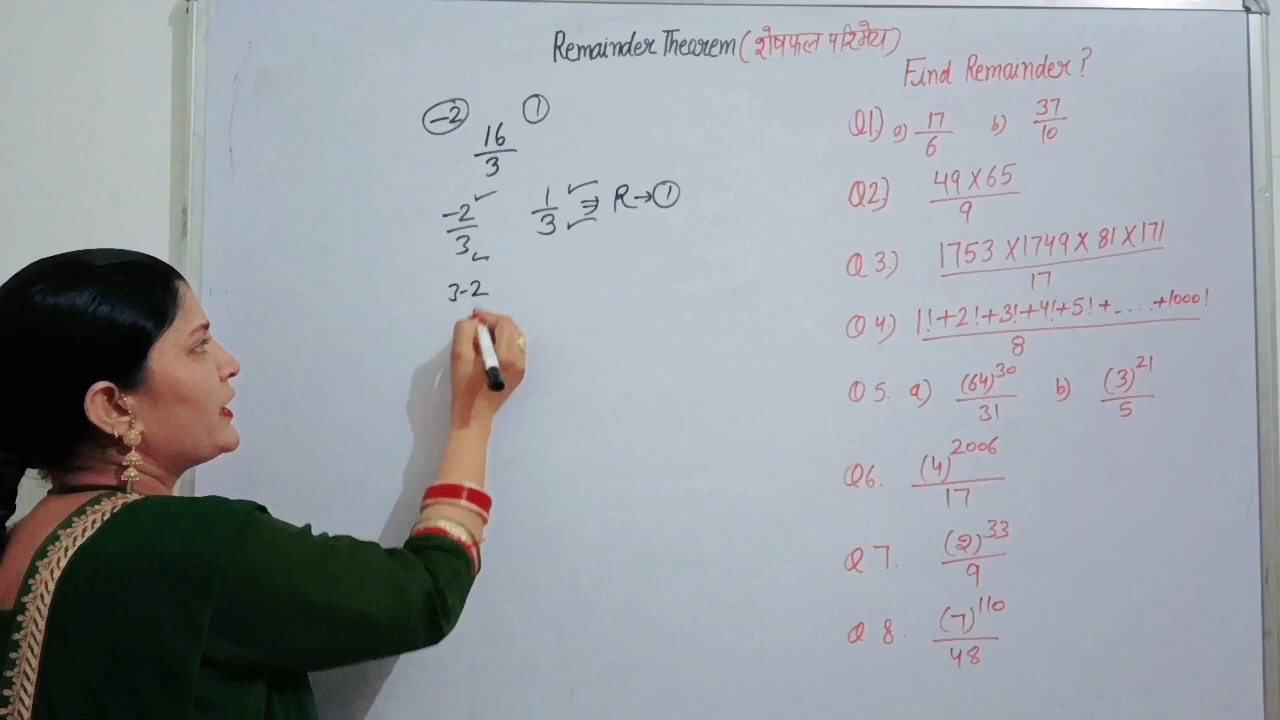 Remainder Theorem (शेषफल परिमेय)
Find Remainder?
-2 1
16/3
-2/3 1/3 ⇒ R→1
3-2
Q1) a) 17/6 b) 37/10
Q2) 49×65/9
Q3.) 1753×1749×81×171/17
Q4.) 1!+2!+3!+4!+5!+....+1000!/8
Q5. a) (64)^30/31 b) (3)^21/5
Q6. (4)^2006/17
Q7. (2)^33/9
Q8. (7)^110/48